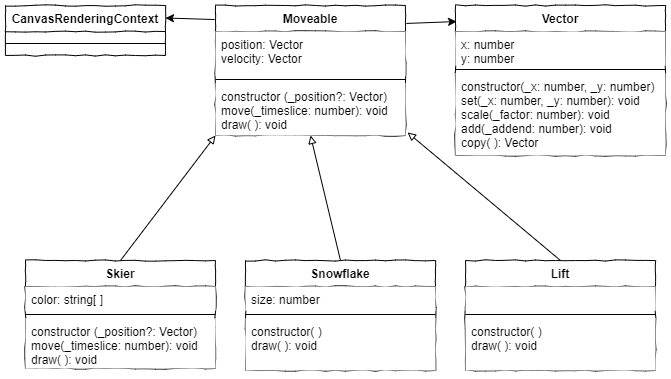 CanvasRenderingContext
Moveable
position: Vector
velocity: Vector
constructor (_position?: Vector)
move(_timeslice: number): void
draw( ): void
Vector
x: number
y: number
constructor(_x: number, _y: number)
set(_x: number, _y: number): void
scale(_factor: number): void
add(_addend: number): void
copy( ): Vector
Skier
color: string[ ]
constructor (_position?: Vector)
move(_timeslice: number): void
draw( ): void
Snowflake
size: number
constructor( )
draw( ): void
Lift
constructor( )
draw( ): void